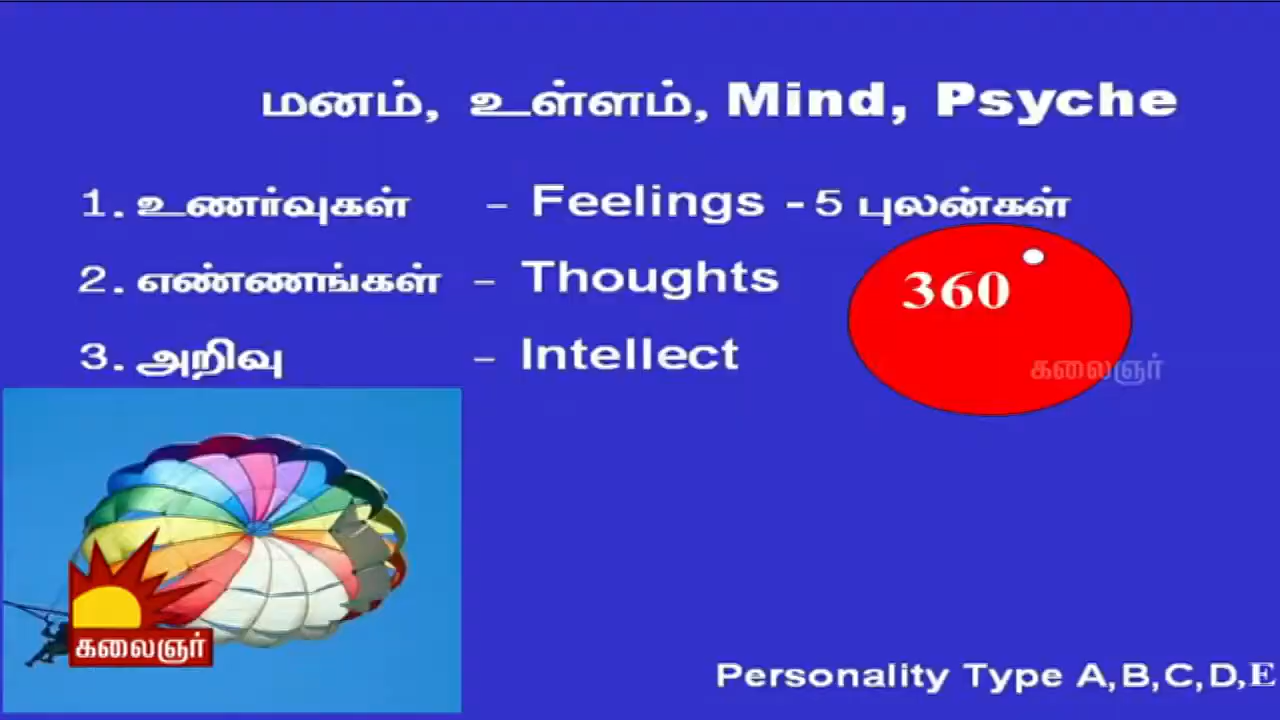 மனம், உள்ளம், Mind, Psyche
1. உணர்வுகள் - Feelings - 5 புலன்கள்
2. எண்ணங்கள் - Thoughts
360
3. அறிவு - Intellect
கலைஞர்
கலைஞர்
Personality Type A,B,C,D,E